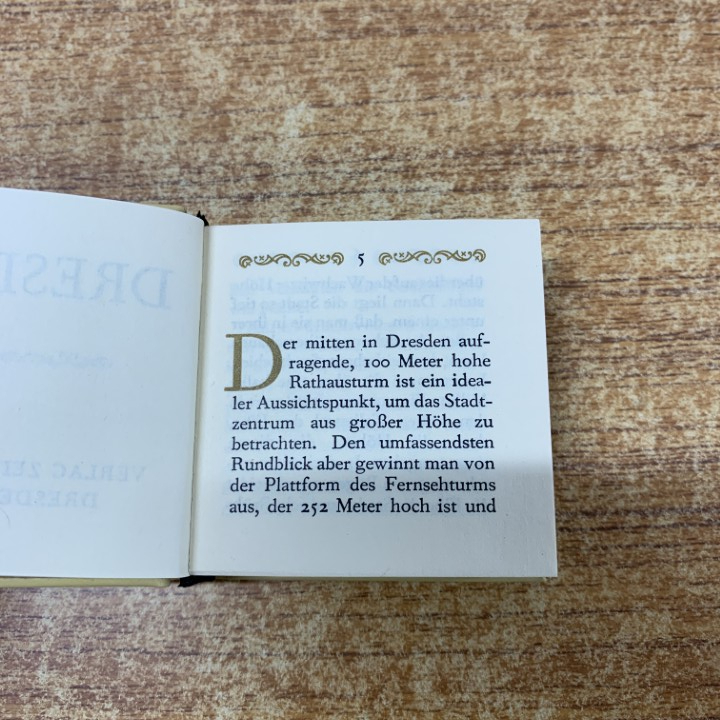 5
Der mitten in Dresden auf-
ragende, 100 Meter hohe
Rathausturm ist ein idea-
ler Aussichtspunkt, um das Stadt-
zentrum aus großer Höhe zu
betrachten. Den umfassendsten
Rundblick aber gewinnt man von
der Plattform des Fernsehturms
aus, der 252 Meter hoch ist und